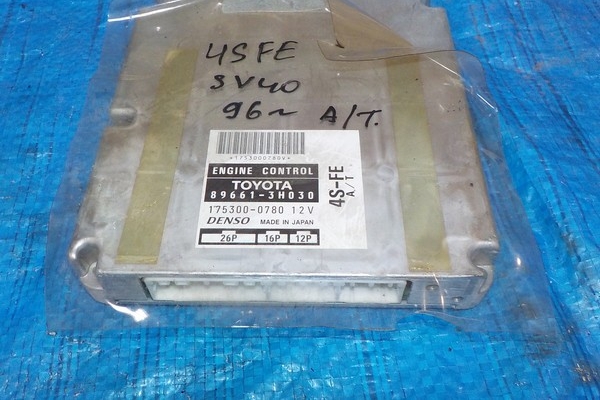 4SFE
SV40
96~ A/T.
*1753000780V*
ENGINE CONTROL
TOYOTA
89661-3H030
175300-0780 12V
DENSO MADE IN JAPAN
26P 16P 12P
4S-FE
A/T